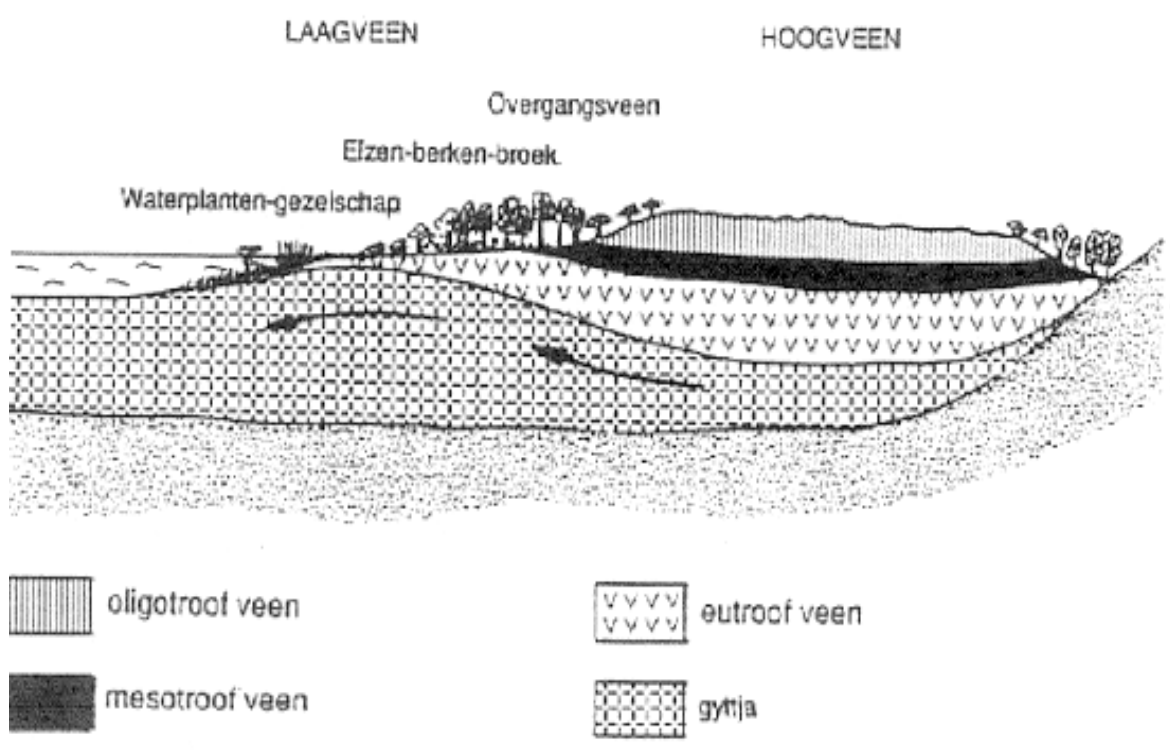 LAAGVEEN
HOOGVEEN
Overgangsveen
Elzen-berken-broek.
Waterplanten-gezelschap
oligotroof veen
eutroof veen
mesotroof veen
gyttja